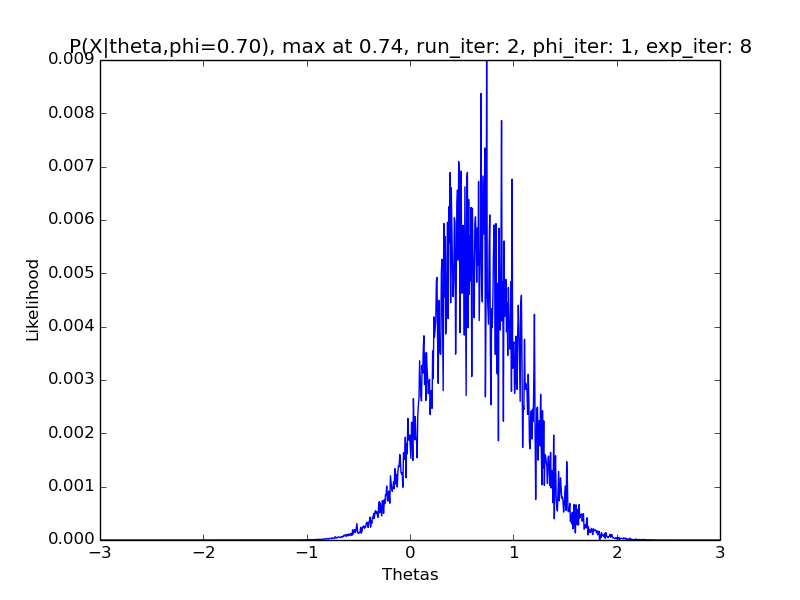 P(X|theta,phi=0.70), max at 0.74, run_iter: 2, phi_iter: 1, exp_iter: 8
0.009
0.008
0.007
0.006
0.005
0.004
0.003
0.002
0.001
0.000
Likelihood
−3 −2 −1 0 1 2 3
Thetas